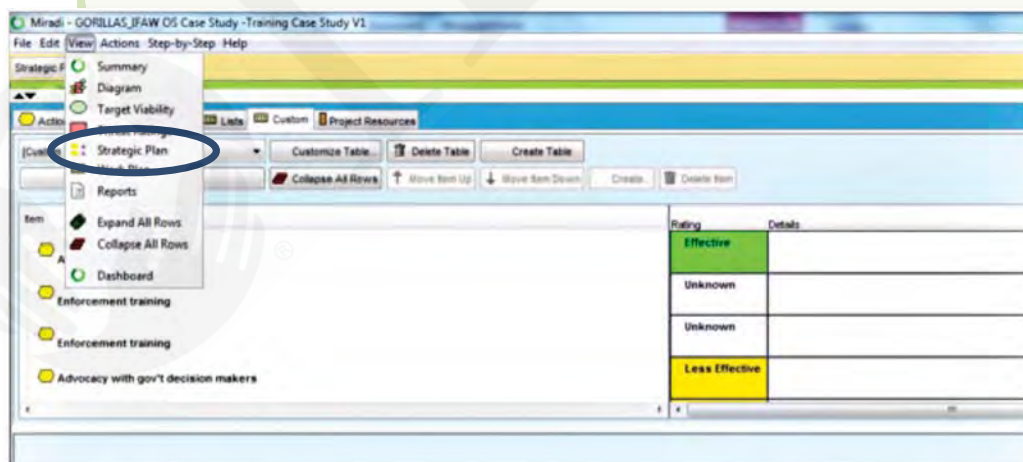 Miradi - GORILLAS_IFAW OS Case Study -Training Case Study V1
File Edit View Actions Step-by-Step Help
Strategic
Summary
Diagram
Target Viability
Strategic Plan
Reports
Expand All Rows
Collapse All Rows
Dashboard
Lists Custom Project Resources
Customize Table... Delete Table Create Table
Collapse All Rows Move Item Up Move Item Down Create... Delete Item
Item
Enforcement training
Enforcement training
Advocacy with gov't decision makers
Rating Details
Effective
Unknown
Unknown
Less Effective
®